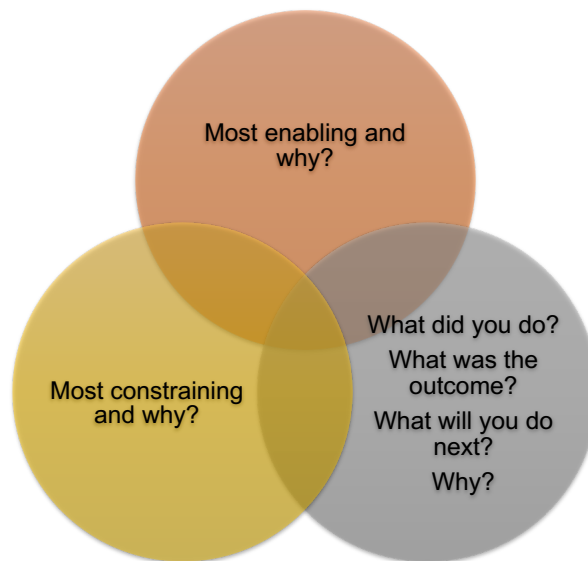 Most enabling and
why?
Most constraining
and why?
What did you do?
What was the
outcome?
What will you do
next?
Why?